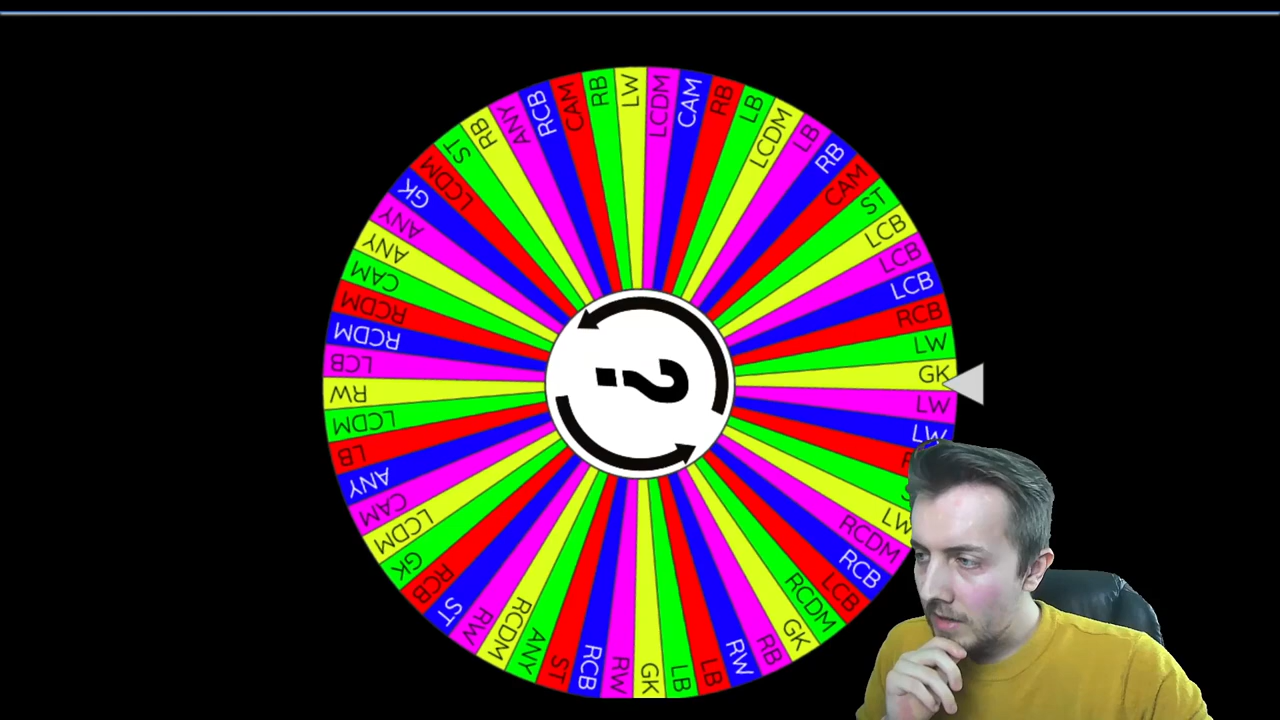 LW
LCDM
CAM
RB
LB
LCDM
LB
RB
CAM
ST
LCB
LCB
LCB
RCB
LW
GK
LW
LW
LW
RCDM
RCB
LCB
RCDM
GK
RB
RW
LB
LB
GK
RW
RCB
ST
ANY
RCDM
RW
ST
RCB
GK
LCDM
CAM
ANY
LB
LCDM
RW
LCB
RCDM
RCDM
CAM
ANY
ANY
GK
LCDM
ST
RB
ANY
RCB
CAM
RB
?